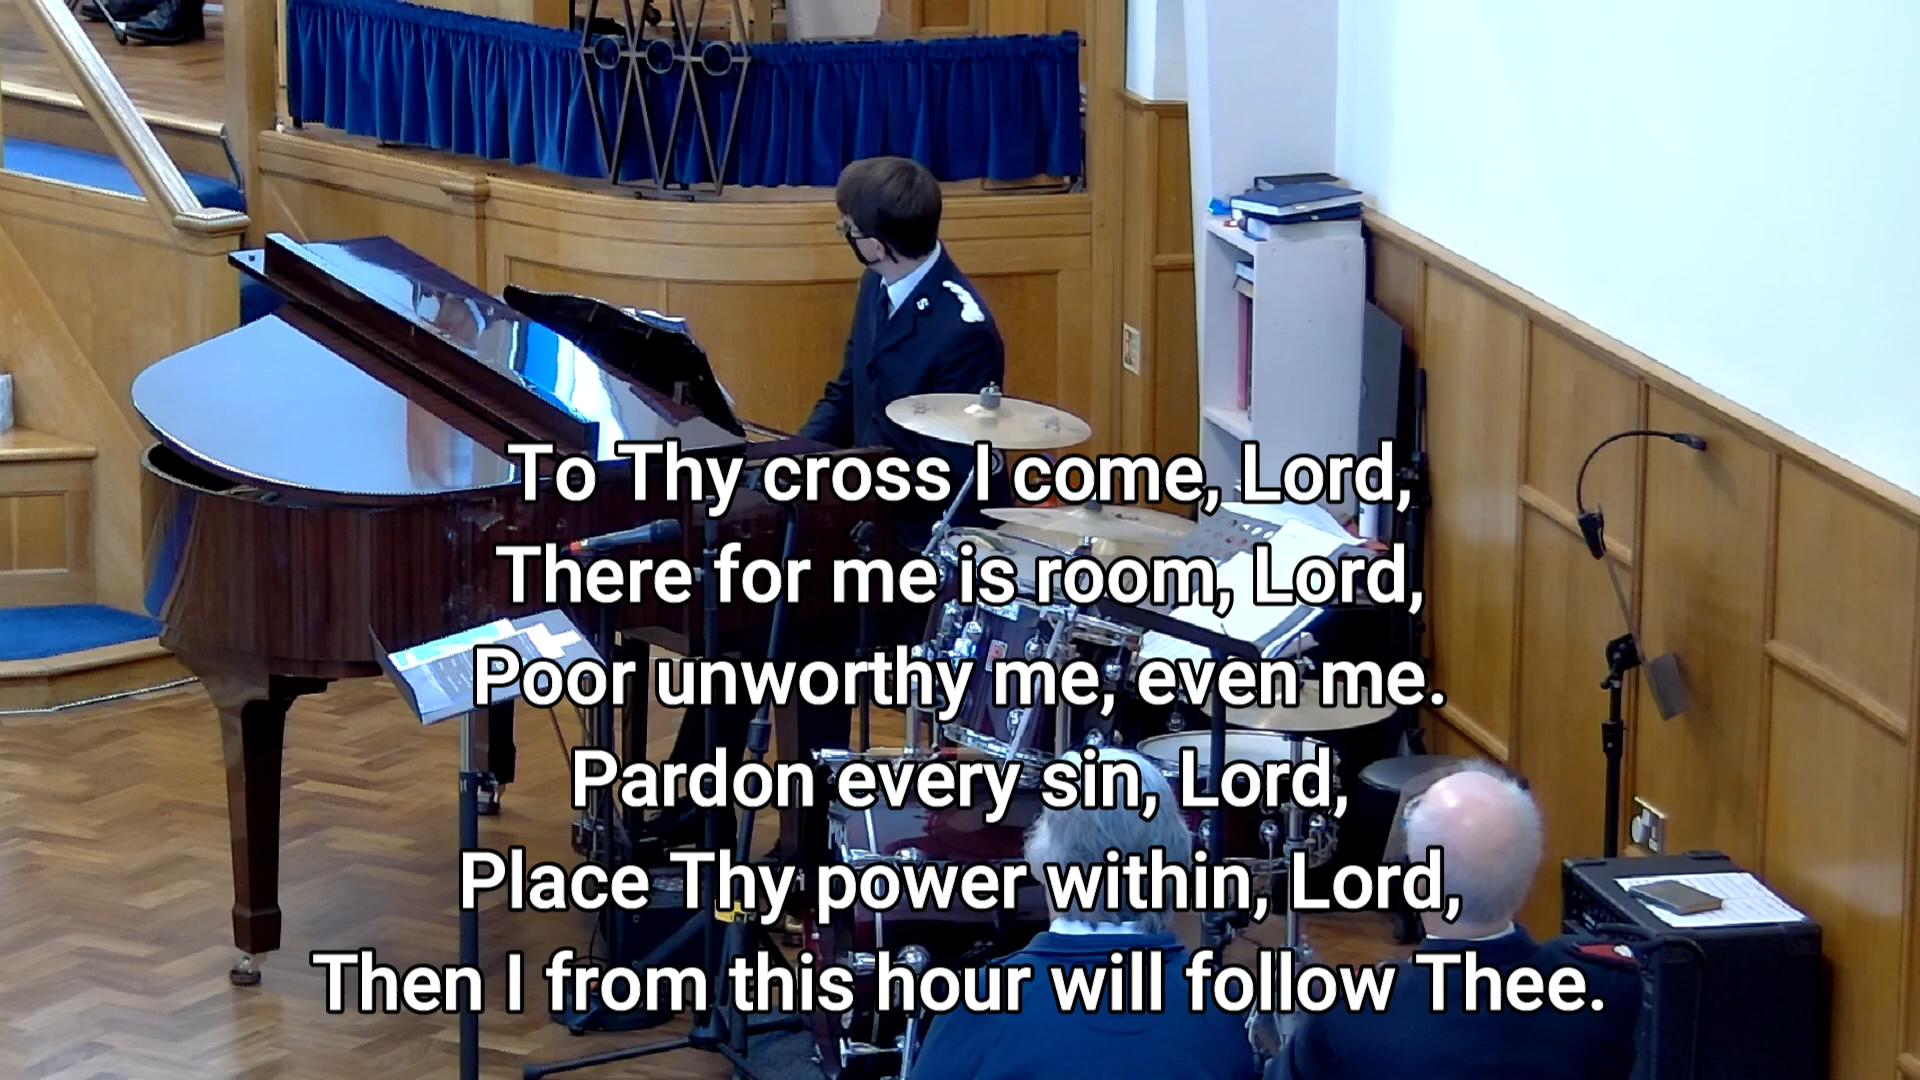 To Thy cross I come, Lord,
There for me is room, Lord,
Poor unworthy me, even me.
Pardon every sin, Lord,
Place Thy power within, Lord,
Then I from this hour will follow Thee.
S